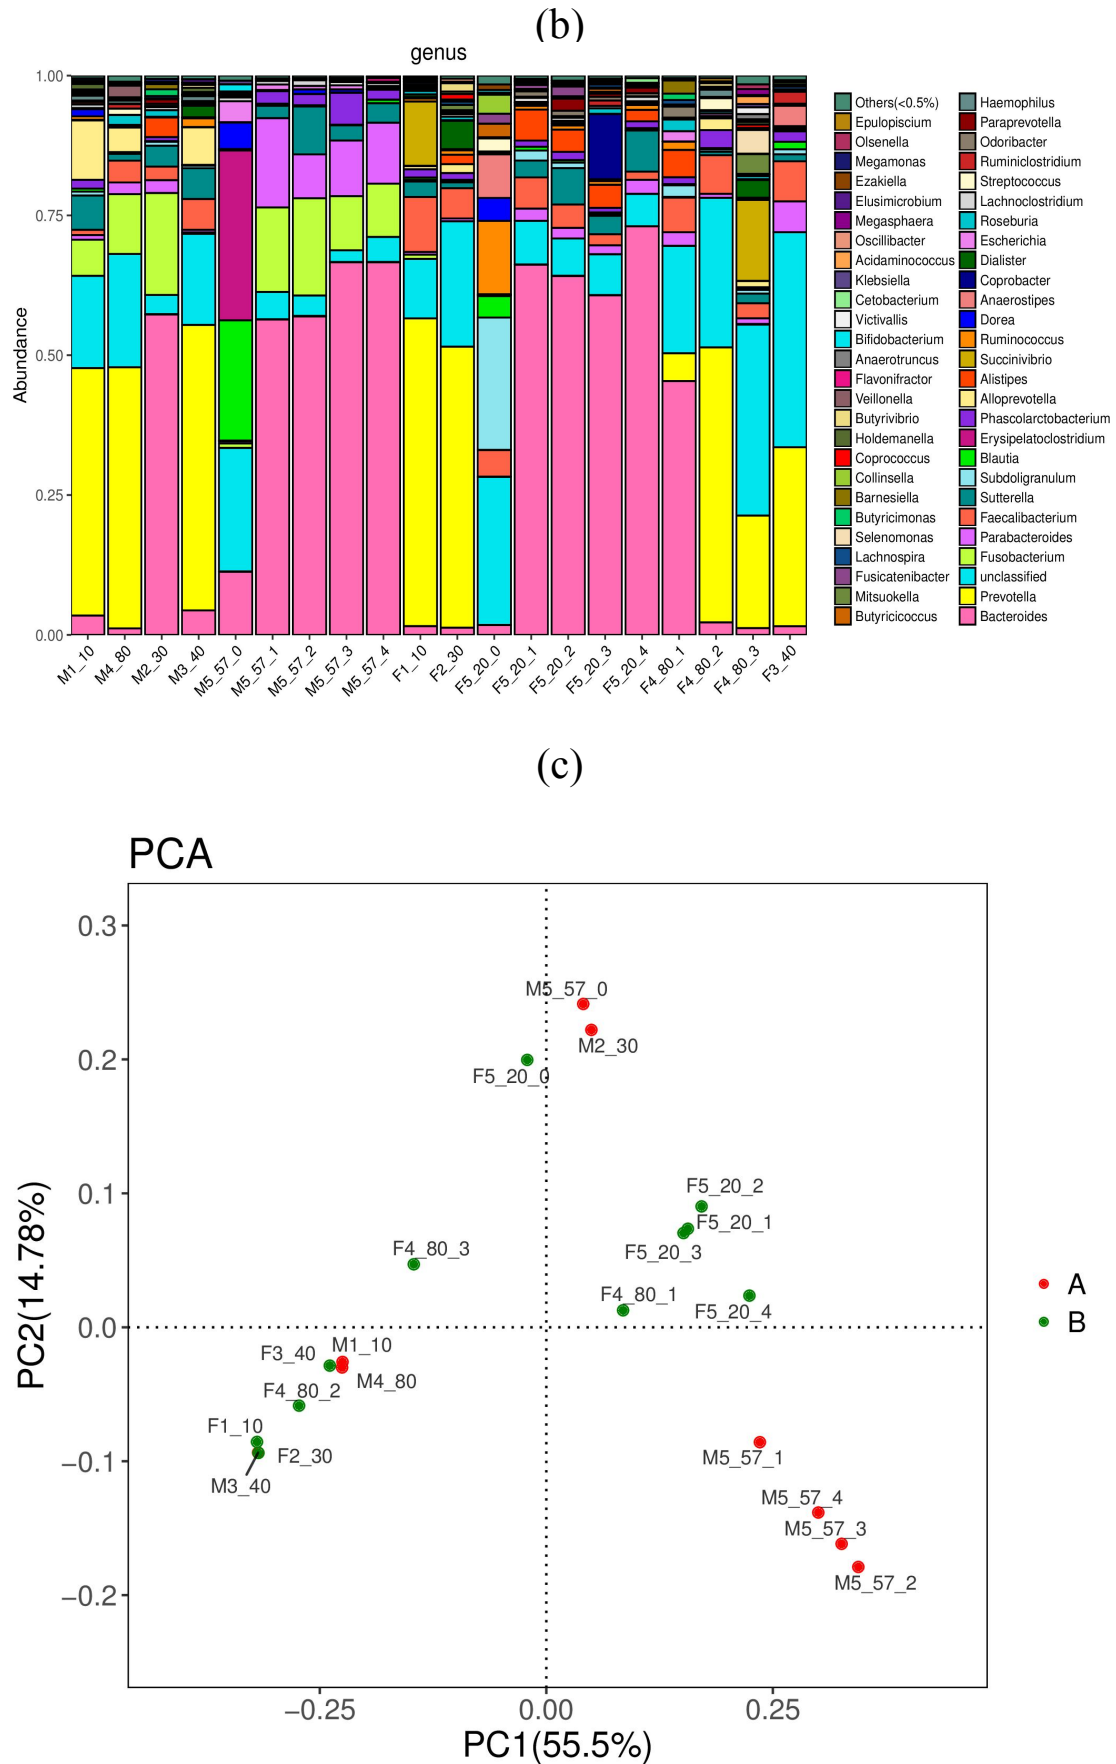 (b)
genus
Abundance
1.00
0.75
0.50
0.25
0.00
M1_10
M4_80
M2_30
M3_40
M5_57_0
M5_57_1
M5_57_2
M5_57_3
M5_57_4
F1_10
F2_30
F5_20_0
F5_20_1
F5_20_2
F5_20_3
F5_20_4
F4_80_1
F4_80_2
F4_80_3
F3_40
Others(<0.5%)
Epulopiscium
Olsenella
Megamonas
Ezakiella
Elusimicrobium
Megasphaera
Oscillibacter
Acidaminococcus
Klebsiella
Cetobacterium
Victivallis
Bifidobacterium
Anaerotruncus
Flavonifractor
Veillonella
Butyrivibrio
Holdemanella
Coprococcus
Collinsella
Barnesiella
Butyricimonas
Selenomonas
Lachnospira
Fusicatenibacter
Mitsuokella
Butyricicoccus
Haemophilus
Paraprevotella
Odoribacter
Ruminiclostridium
Streptococcus
Lachnoclostridium
Roseburia
Escherichia
Dialister
Coprobacter
Anaerostipes
Dorea
Ruminococcus
Succinivibrio
Alistipes
Alloprevotella
Phascolarctobacterium
Erysipelatoclostridium
Blautia
Subdoligranulum
Sutterella
Faecalibacterium
Parabacteroides
Fusobacterium
unclassified
Prevotella
Bacteroides
(c)
PCA
PC2(14.78%)
0.3
0.2
0.1
0.0
−0.1
−0.2
M5_57_0
M2_30
F5_20_0
F5_20_2
F5_20_1
F5_20_3
F4_80_3
F4_80_1
F5_20_4
F3_40
M1_10
M4_80
F4_80_2
F1_10
F2_30
M3_40
M5_57_1
M5_57_4
M5_57_3
M5_57_2
A
B
−0.25
0.00
0.25
PC1(55.5%)